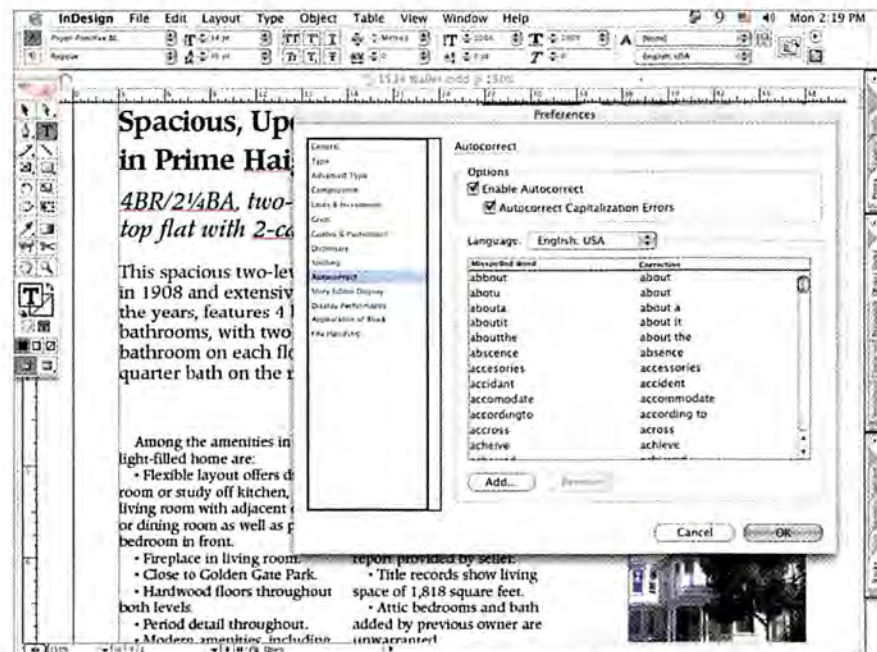 InDesign File Edit Layout Type Object Table View Window Help
Mon 2:19 PM
English: USA
Preferences
General
Type
Advanced Type
Composition
Units & Increments
Grids
Guides & Pasteboard
Dictionary
Spelling
Autocorrect
Story Editor Display
Display Performance
Appearance of Black
File Handling
Autocorrect
Options
Enable Autocorrect
Autocorrect Capitalization Errors
Language: English: USA
Misspelled Word Correction
abbout about
abotu about
abouta about a
aboutit about it
aboutthe about the
abscence absence
accesories accessories
accidant accident
accomodate accommodate
accordingto according to
accross across
acheive achieve
Add...
Remove
Cancel OK
Spacious, Up
in Prime Hai
4BR/2¼BA, two-
top flat with 2-ca
This spacious two-lev
in 1908 and extensiv
the years, features 4
bathrooms, with two
bathroom on each flo
quarter bath on the
Among the amenities in
light-filled home are:
• Flexible layout offers d
room or study off kitchen,
living room with adjacent
or dining room as well as p
bedroom in front.
• Fireplace in living room.
• Close to Golden Gate Park.
• Hardwood floors throughout
both levels.
• Period detail throughout.
• Modern amenities, including
report provided by seller.
• Title records show living
space of 1,818 square feet.
• Attic bedrooms and bath
added by previous owner are
unwarranted